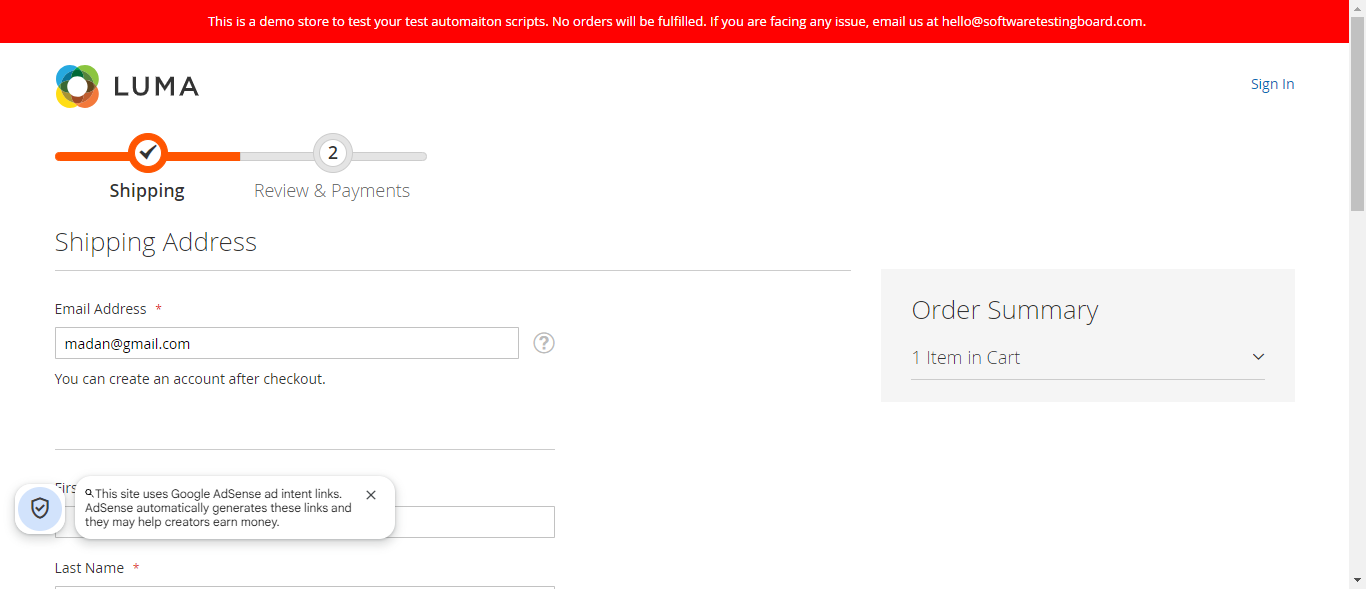 This is a demo store to test your test automaiton scripts. No orders will be fulfilled. If you are facing any issue, email us at hello@softwaretestingboard.com.
LUMA
Sign In
2
Shipping
Review & Payments
Shipping Address
Email Address *
madan@gmail.com
?
You can create an account after checkout.
Order Summary
1 Item in Cart
Firs
This site uses Google AdSense ad intent links.
AdSense automatically generates these links and
they may help creators earn money.
Last Name *